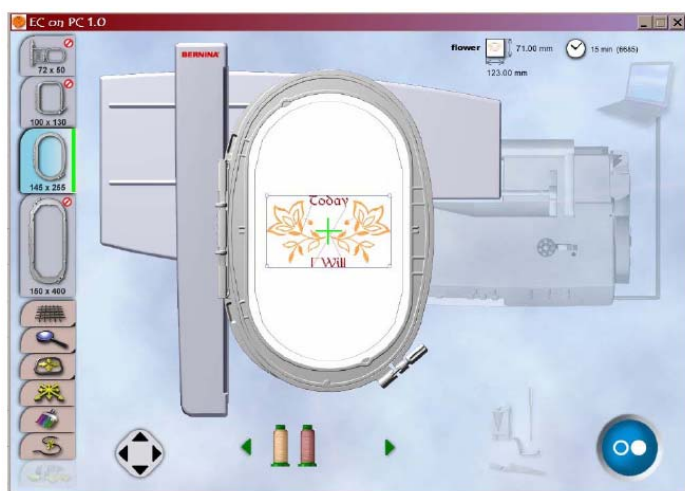 EC on PC 1.0
72 x 50
100 x 130
145 x 255
150 x 400
BERNINA
flower
71.00 mm
123.00 mm
15 min (6685)
Today
I Will